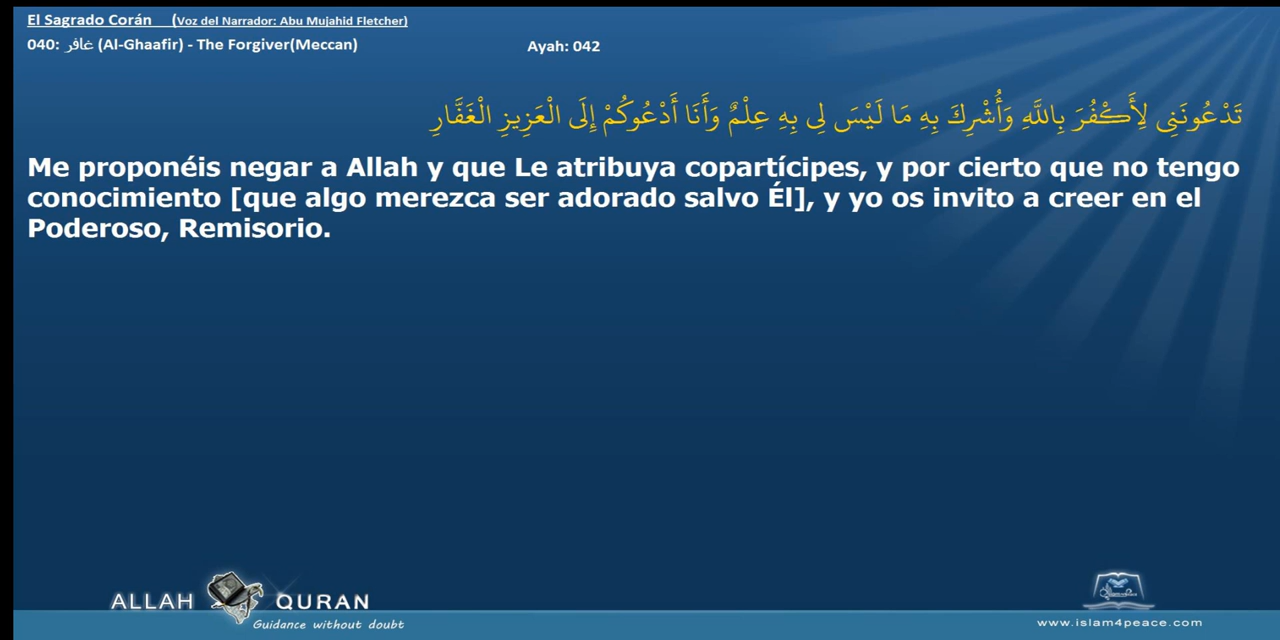 El Sagrado Corán (Voz del Narrador: Abu Mujahid Fletcher)
040: غافر (Al-Ghaafir) - The Forgiver(Meccan) Ayah: 042
تَدْعُونَنِى لِأَكْفُرَ بِاللَّهِ وَأُشْرِكَ بِهِ مَا لَيْسَ لِى بِهِ عِلْمٌ وَأَنَا أَدْعُوكُمْ إِلَى الْعَزِيزِ الْغَفَّارِ
Me proponéis negar a Allah y que Le atribuya copartícipes, y por cierto que no tengo
conocimiento [que algo merezca ser adorado salvo Él], y yo os invito a creer en el
Poderoso, Remisorio.
ALLAH QURAN
Guidance without doubt
www.islam4peace.com